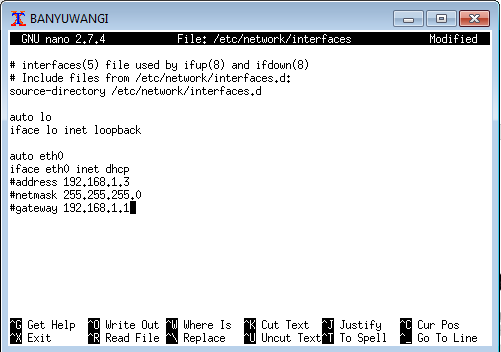 BANYUWANGI
GNU nano 2.7.4 File: /etc/network/interfaces Modified
# interfaces(5) file used by ifup(8) and ifdown(8)
# Include files from /etc/network/interfaces.d:
source-directory /etc/network/interfaces.d
auto lo
iface lo inet loopback
auto eth0
iface eth0 inet dhcp
#address 192.168.1.3
#netmask 255.255.255.0
#gateway 192.168.1.1
^G Get Help ^O Write Out ^W Where Is ^K Cut Text ^J Justify ^C Cur Pos
^X Exit ^R Read File ^\ Replace ^U Uncut Text ^T To Spell ^_ Go To Line